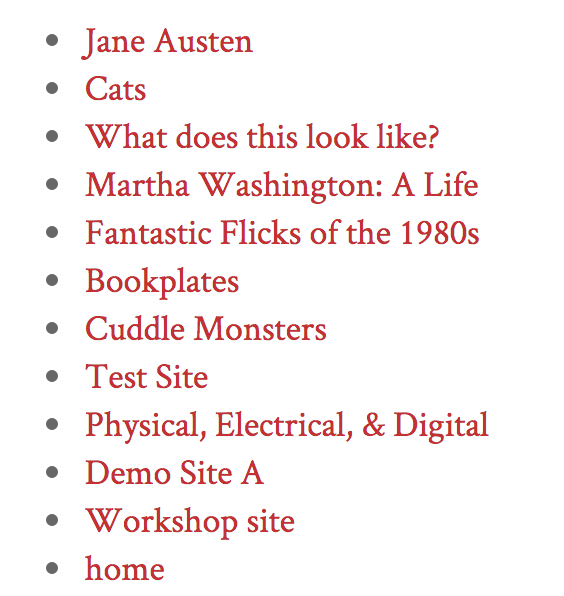 Jane Austen
Cats
What does this look like?
Martha Washington: A Life
Fantastic Flicks of the 1980s
Bookplates
Cuddle Monsters
Test Site
Physical, Electrical, & Digital
Demo Site A
Workshop site
home